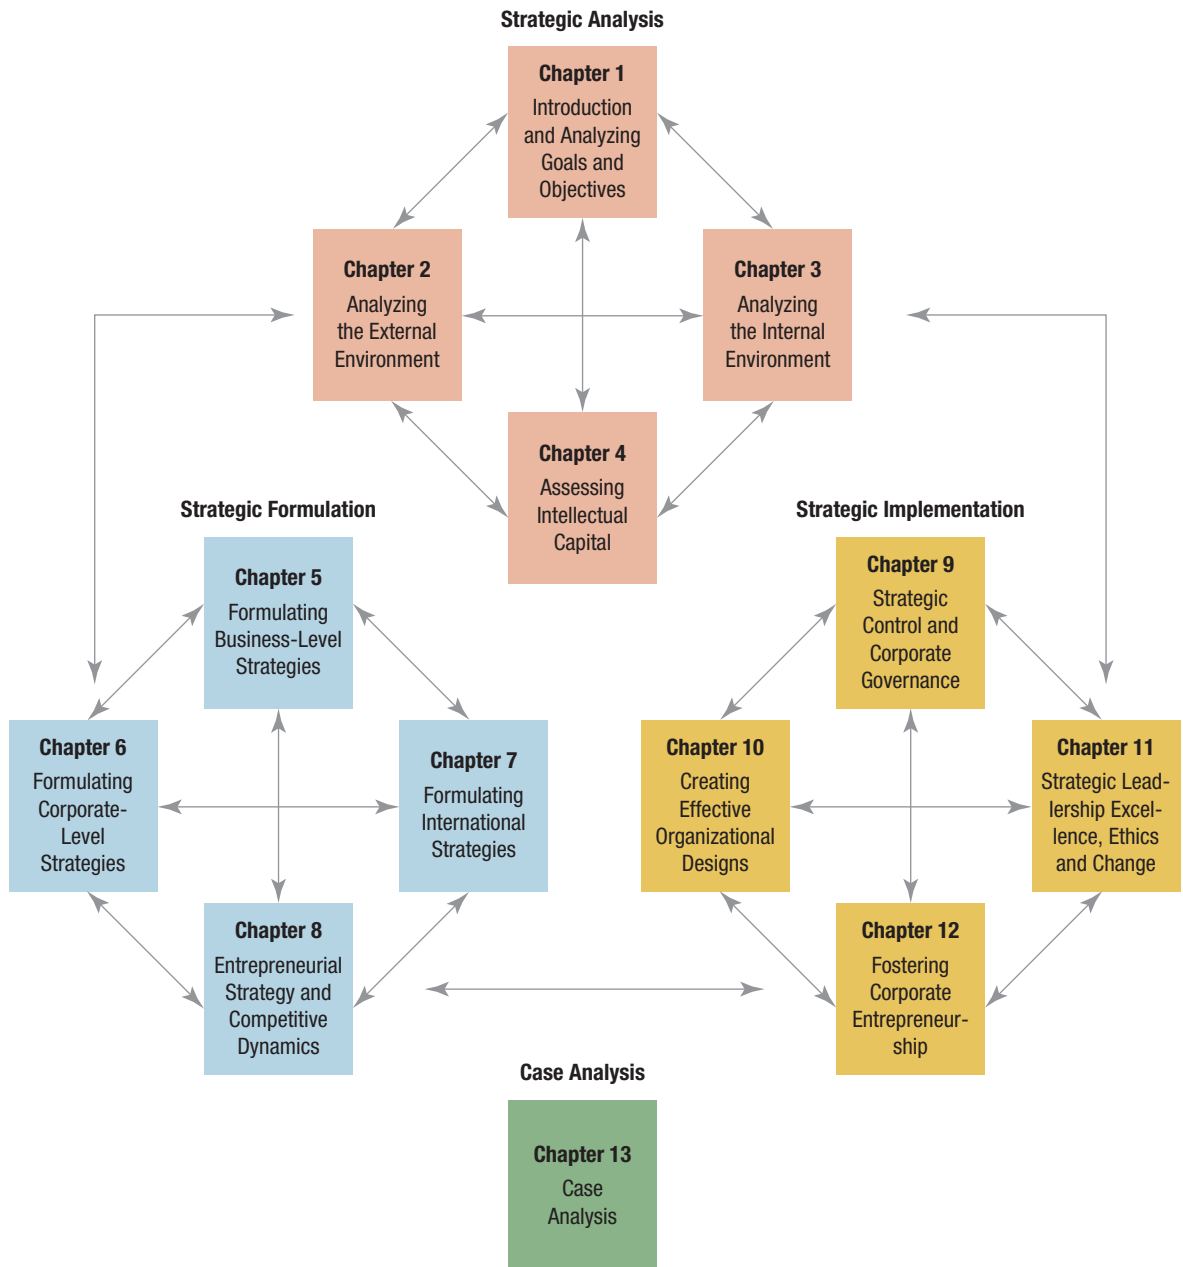 Strategic Analysis
Chapter 1
Introduction
and Analyzing
Goals and
Objectives
Chapter 2
Analyzing
the External
Environment
Chapter 3
Analyzing
the Internal
Environment
Chapter 4
Assessing
Intellectual
Capital
Strategic Formulation
Chapter 5
Formulating
Business-Level
Strategies
Chapter 6
Formulating
Corporate-
Level
Strategies
Chapter 7
Formulating
International
Strategies
Chapter 8
Entrepreneurial
Strategy and
Competitive
Dynamics
Strategic Implementation
Chapter 9
Strategic
Control and
Corporate
Governance
Chapter 10
Creating
Effective
Organizational
Designs
Chapter 11
Strategic Lead-
lership Excel-
lence, Ethics
and Change
Chapter 12
Fostering
Corporate
Entrepreneur-
ship
Case Analysis
Chapter 13
Case
Analysis